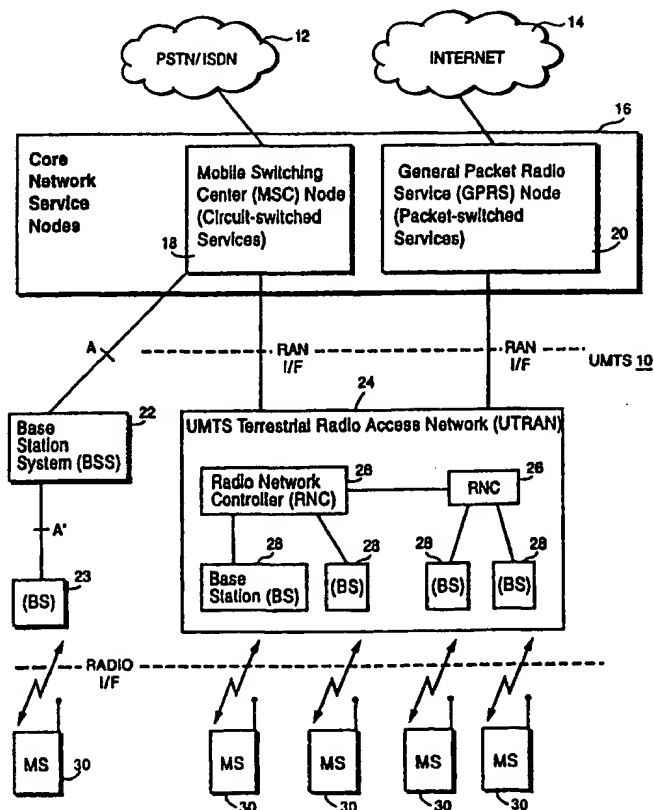 12
PSTN/ISDN
14
INTERNET
16
Core
Network
Service
Nodes
Mobile Switching
Center (MSC) Node
(Circuit-switched
Services)
18
General Packet Radio
Service (GPRS) Node
(Packet-switched
Services)
20
A
RAN
I/F
RAN
I/F
UMTS 10
22
Base
Station
System (BSS)
24
UMTS Terrestrial Radio Access Network (UTRAN)
26
Radio Network
Controller (RNC)
26
RNC
A'
23
(BS)
28
Base
Station (BS)
28
(BS)
28
(BS)
28
(BS)
RADIO
I/F
MS
30
MS
30
MS
30
MS
30
MS
30